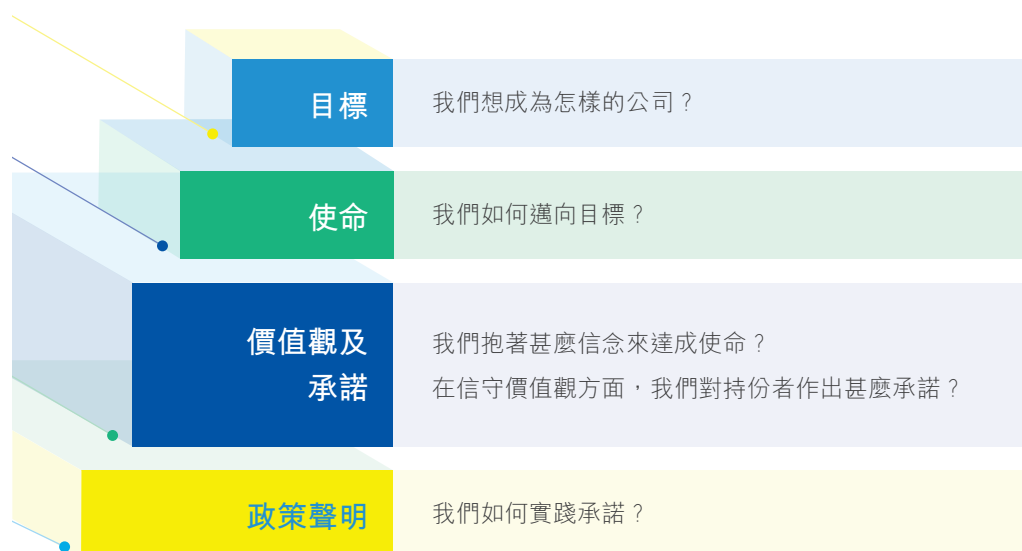 目標
我們想成為怎樣的公司？
使命
我們如何邁向目標？
價值觀及
承諾
我們抱著甚麼信念來達成使命？
在信守價值觀方面，我們對持份者作出甚麼承諾？
政策聲明
我們如何實踐承諾？